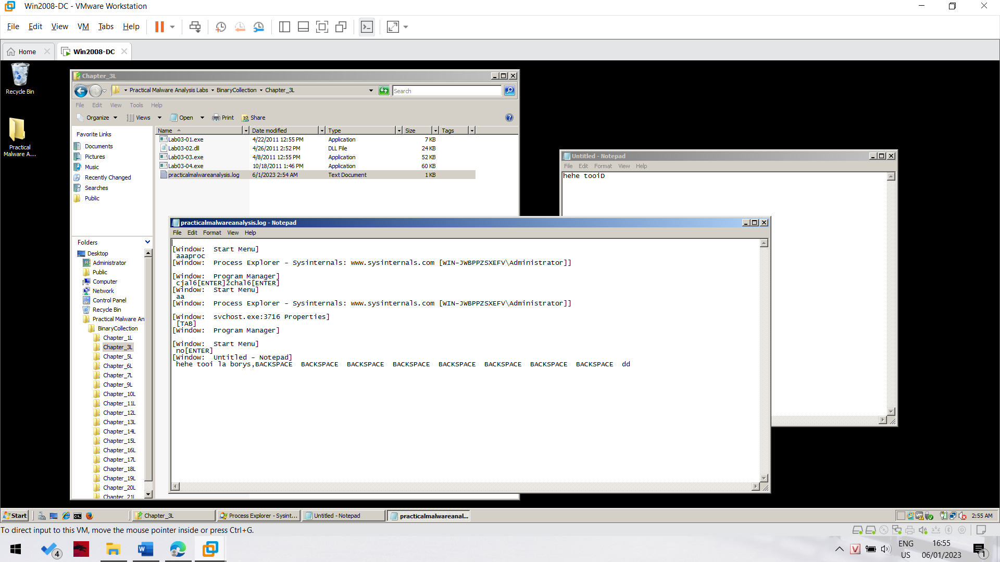 Win2008-DC - VMware Workstation
File Edit View VM Tabs Help
Home
Win2008-DC
Recycle Bin
Practical
Malware A...
Chapter_3L
Practical Malware Analysis Labs BinaryCollection Chapter_3L
Search
File Edit View Tools Help
Organize Views Open Print Share
Favorite Links
Documents
Pictures
Music
Recently Changed
Searches
Public
Name Date modified Type Size Tags
Lab03-01.exe 4/22/2011 12:55 PM Application 7 KB
Lab03-02.dll 4/26/2011 2:52 PM DLL File 24 KB
Lab03-03.exe 4/8/2011 12:55 PM Application 52 KB
Lab03-04.exe 10/18/2011 1:46 PM Application 60 KB
practicalmalwareanalysis.log 6/1/2023 2:54 AM Text Document 1 KB
Folders
Desktop
Administrator
Public
Computer
Network
Control Panel
Recycle Bin
Practical Malware An
BinaryCollection
Chapter_1L
Chapter_3L
Chapter_5L
Chapter_6L
Chapter_7L
Chapter_9L
Chapter_10L
Chapter_11L
Chapter_12L
Chapter_13L
Chapter_14L
Chapter_15L
Chapter_16L
Chapter_17L
Chapter_18L
Chapter_19L
Chapter_20L
Chapter_21L
Untitled - Notepad
File Edit Format View Help
hehe tooiD
practicalmalwareanalysis.log - Notepad
File Edit Format View Help
[Window:  Start Menu]
aaaproc
[Window:  Process Explorer - Sysinternals: www.sysinternals.com [WIN-JWBPPZSXEFV\Administrator]]
[Window:  Program Manager]
cjal6[ENTER]2chal6[ENTER]
[Window:  Start Menu]
aa
[Window:  Process Explorer - Sysinternals: www.sysinternals.com [WIN-JWBPPZSXEFV\Administrator]]
[Window:  svchost.exe:3716 Properties]
[TAB]
[Window:  Program Manager]
[Window:  Start Menu]
no[ENTER]
[Window:  Untitled - Notepad]
hehe tooi la borys,BACKSPACE  BACKSPACE  BACKSPACE  BACKSPACE  BACKSPACE  BACKSPACE  BACKSPACE  BACKSPACE  dd
Start
Chapter_3L
Process Explorer - Sysint...
Untitled - Notepad
practicalmalwareanal...
2:55 AM
To direct input to this VM, move the mouse pointer inside or press Ctrl+G.
4
ENG
US
16:55
06/01/2023
1